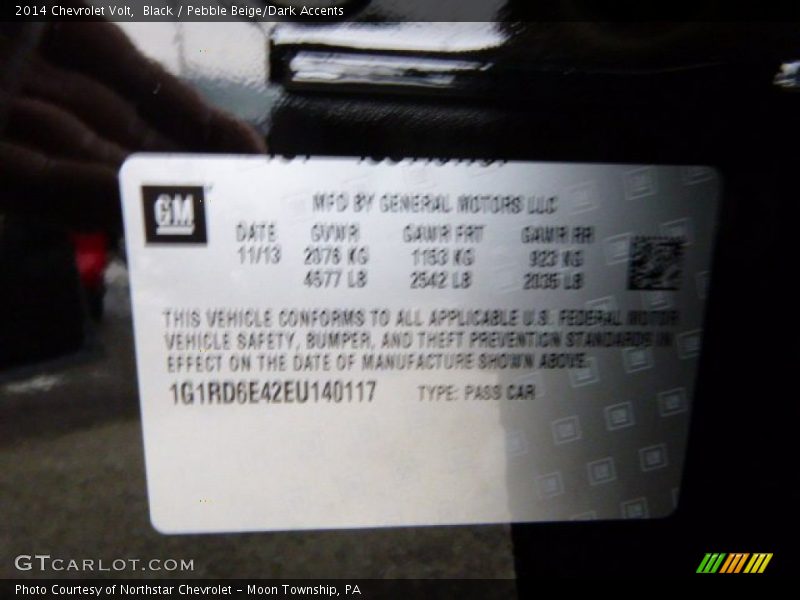 2014 Chevrolet Volt, Black / Pebble Beige/Dark Accents
GM
MFD BY GENERAL MOTORS LLC
DATE GVWR GAWR FRT GAWR RR
11/13 2076 KG 1153 KG 923 KG
4577 LB 2542 LB 2035 LB
THIS VEHICLE CONFORMS TO ALL APPLICABLE U.S. FEDERAL MOTOR
VEHICLE SAFETY, BUMPER, AND THEFT PREVENTION STANDARDS IN
EFFECT ON THE DATE OF MANUFACTURE SHOWN ABOVE.
1G1RD6E42EU140117 TYPE: PASS CAR
GTCARLOT.COM
Photo Courtesy of Northstar Chevrolet - Moon Township, PA